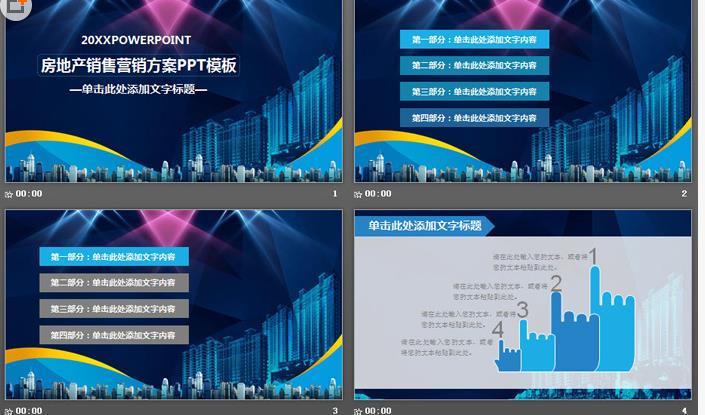 20XXPOWERPOINT
房地产销售营销方案PPT模板
—单击此处添加文字标题—
00:00
1
第一部分：单击此处添加文字内容
第二部分：单击此处添加文字内容
第三部分：单击此处添加文字内容
第四部分：单击此处添加文字内容
00:00
2
第一部分：单击此处添加文字内容
第二部分：单击此处添加文字内容
第三部分：单击此处添加文字内容
第四部分：单击此处添加文字内容
00:00
3
单击此处添加文字标题
请在此处输入您的文本，或者将
您的文本粘贴到此处。
1
请在此处输入您的文本，或者将
您的文本粘贴到此处。
2
请在此处输入您的文本，或者将
您的文本粘贴到此处。
3
请在此处输入您的文本，或者将
您的文本粘贴到此处。
4
00:00
4